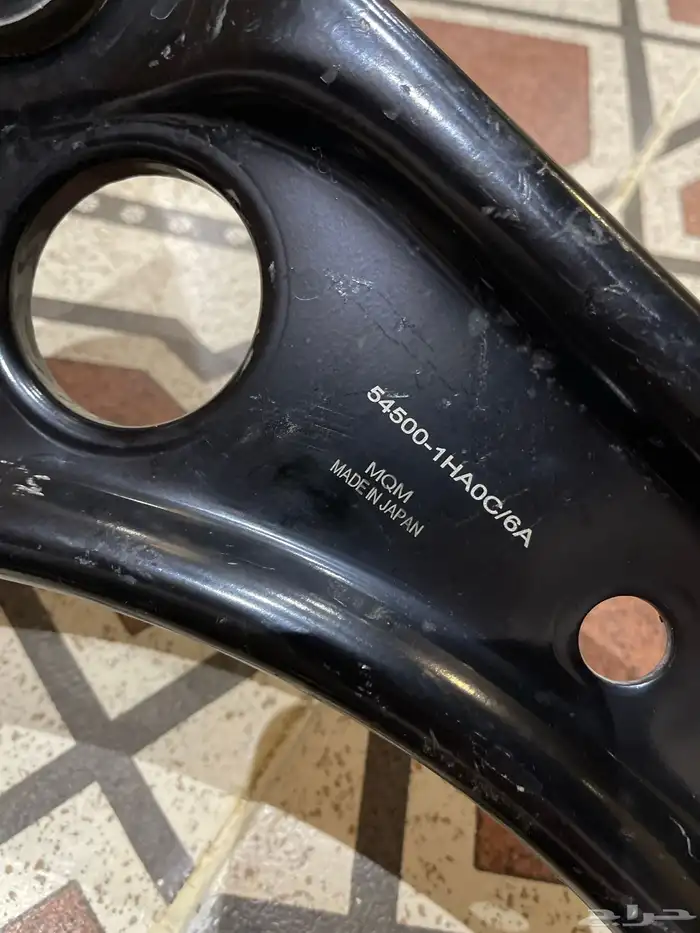 54500-1HA0C/6A
MQM
MADE IN JAPAN
حراج